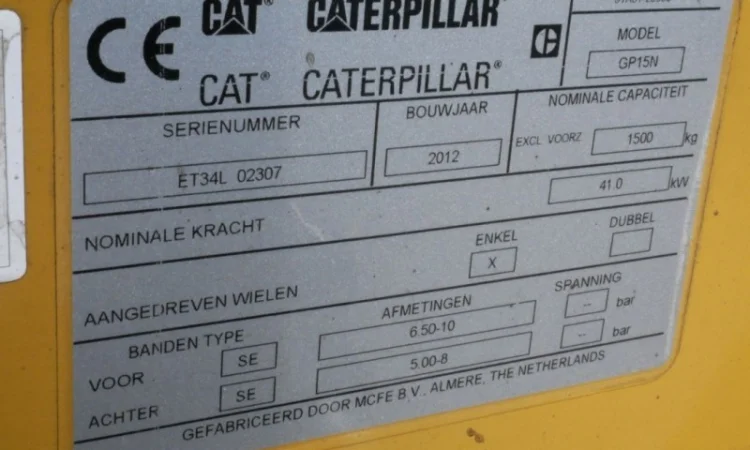 CE CAT® CATERPILLAR
CAT® CATERPILLAR®
MODEL
GP15N
SERIENUMMER
ET34L 02307
BOUWJAAR
2012
NOMINALE CAPACITEIT
EXCL VOORZ 1500 kg
NOMINALE KRACHT 41.0 kW
AANGEDREVEN WIELEN
ENKEL X
DUBBEL
BANDEN TYPE AFMETINGEN SPANNING
VOOR SE 6.50-10 -- bar
ACHTER SE 5.00-8 -- bar
GEFABRICEERD DOOR MCFE B.V., ALMERE, THE NETHERLANDS